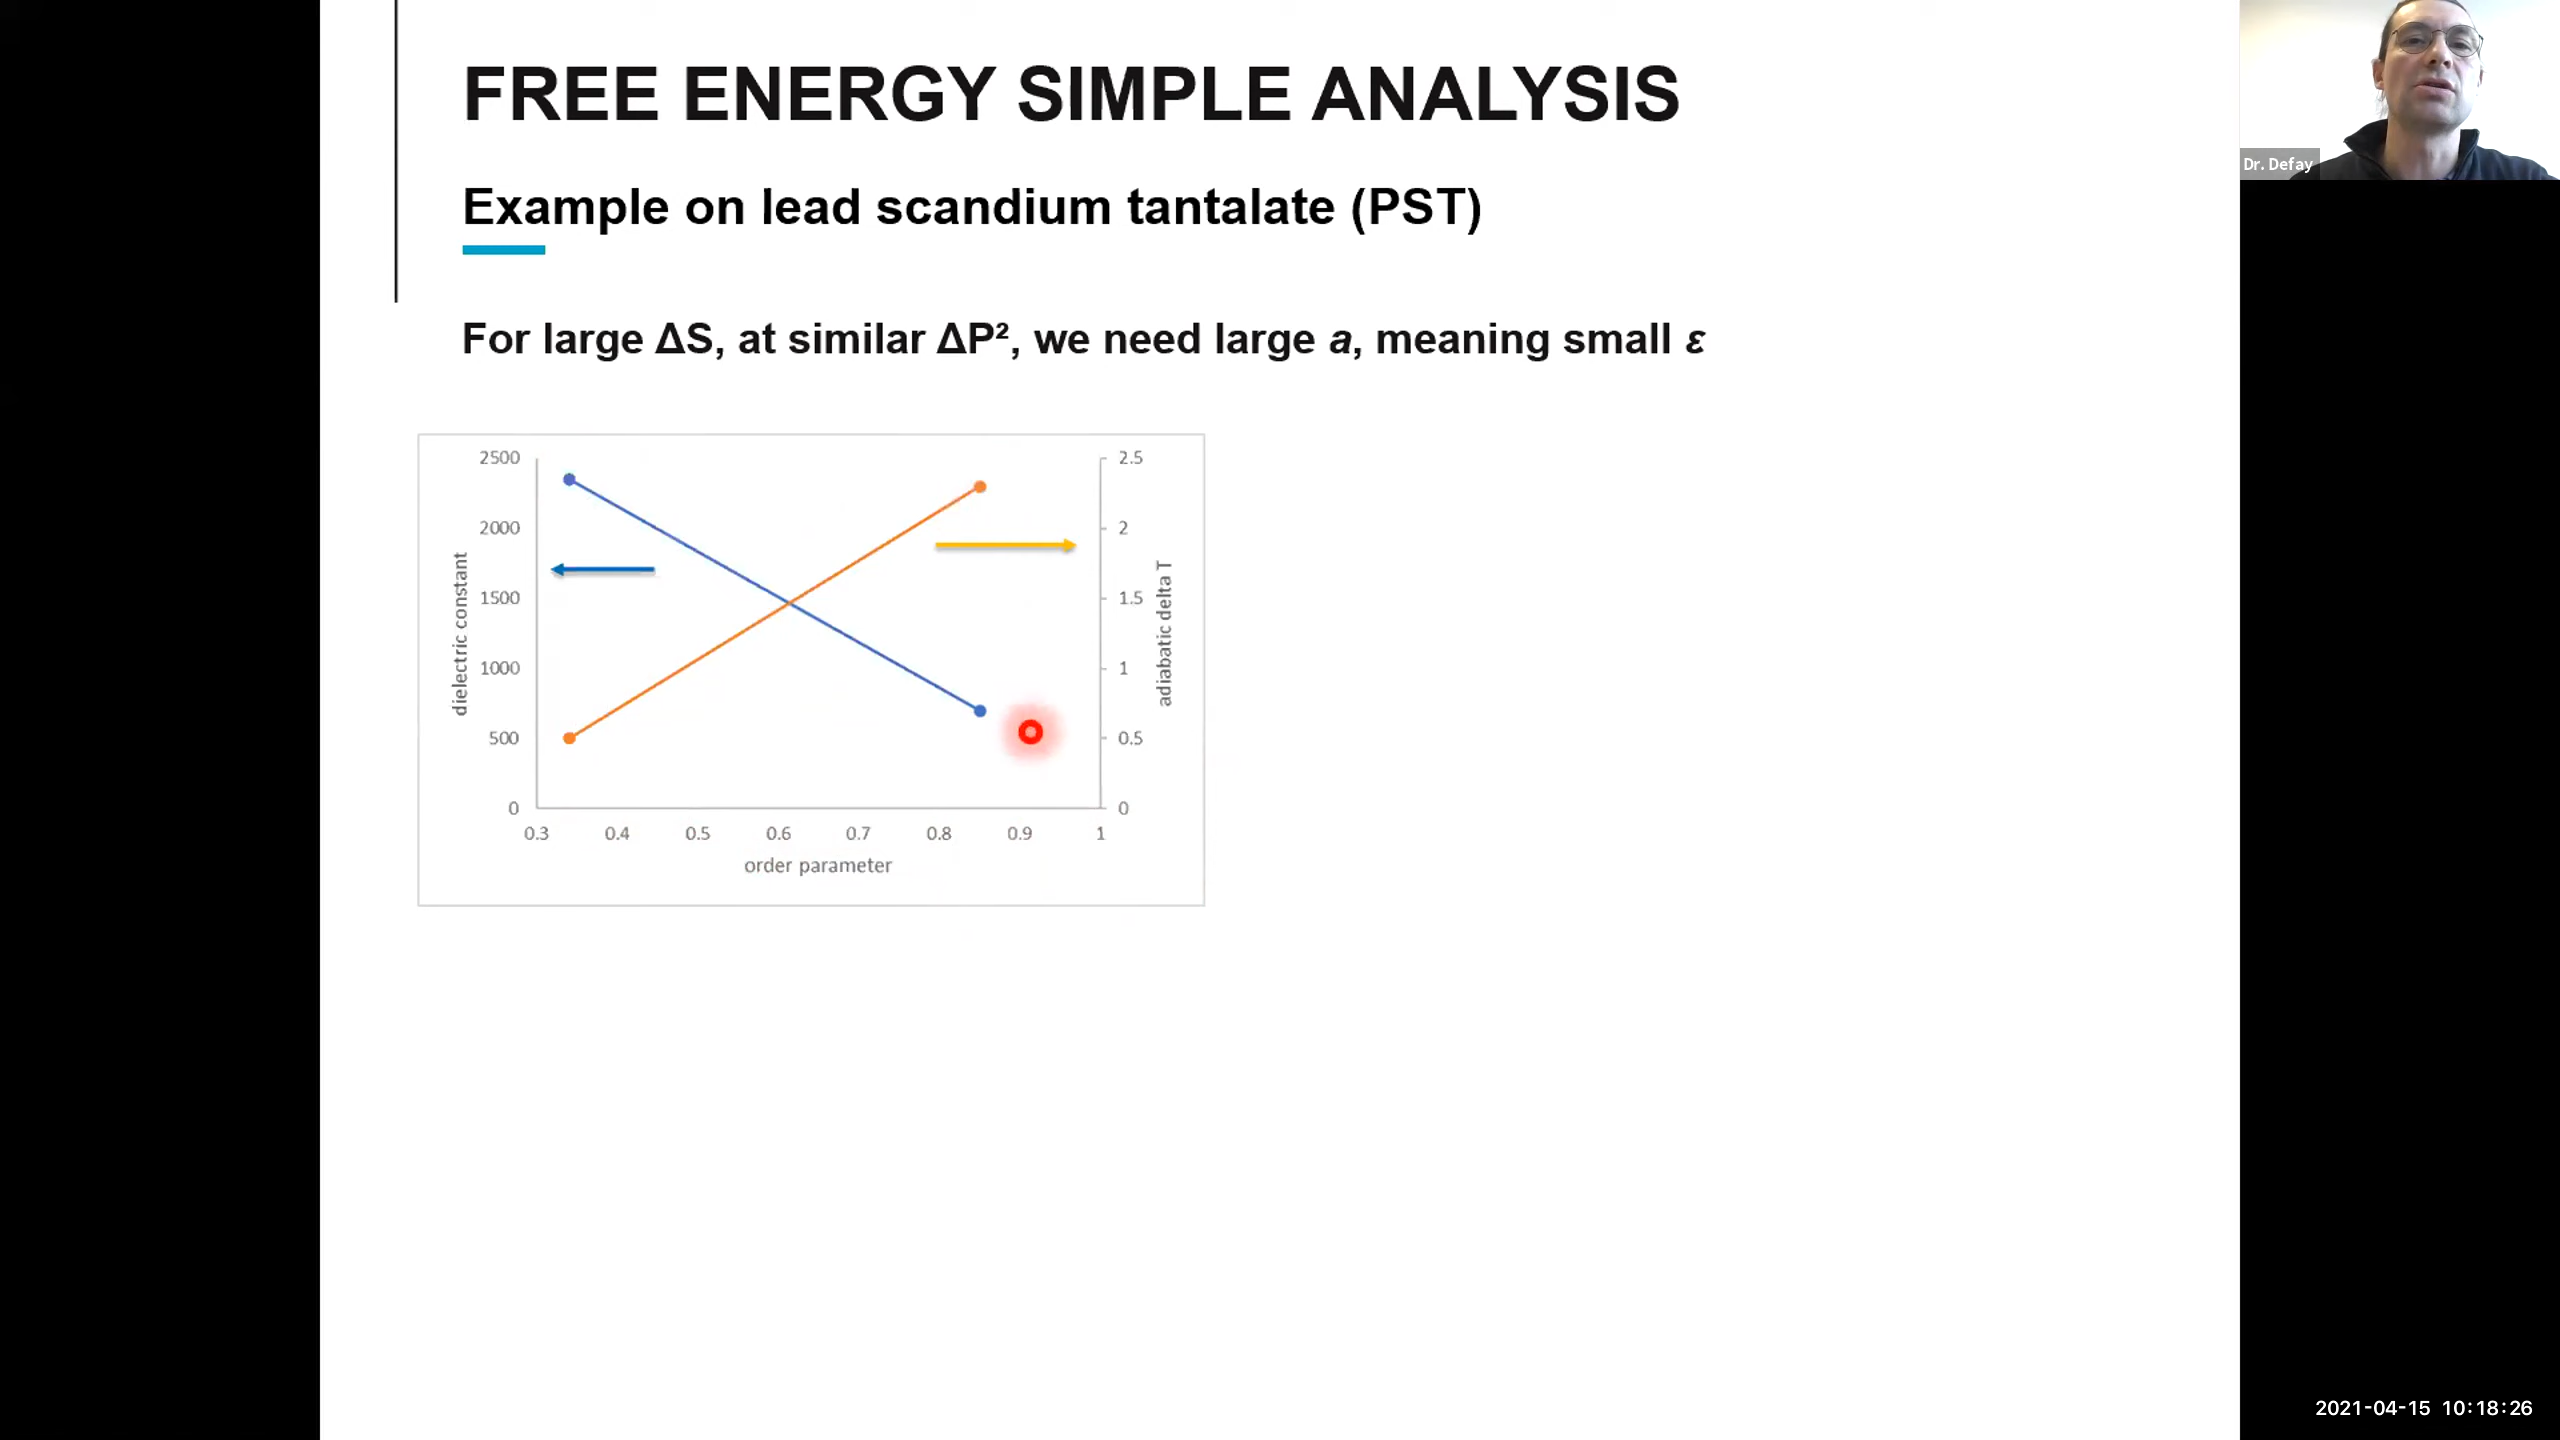 FREE ENERGY SIMPLE ANALYSIS
Example on lead scandium tantalate (PST)
For large ΔS, at similar ΔP², we need large a, meaning small ε
2500
2000
1500
1000
500
0
dielectric constant
2.5
2
1.5
1
0.5
0
adiabatic delta T
0.3 0.4 0.5 0.6 0.7 0.8 0.9 1
order parameter
Dr. Defay
2021-04-15 10:18:26